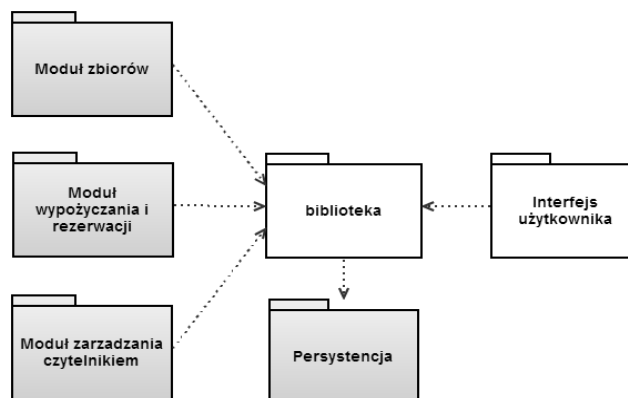 Moduł zbiorów
Moduł
wypożyczania i
rezerwacji
biblioteka
Interfejs
użytkownika
Moduł zarzadzania
czytelnikiem
Persystencja